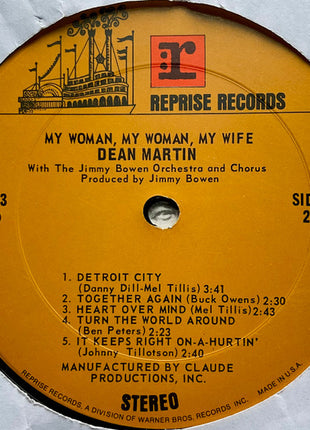 r:
REPRISE RECORDS
MY WOMAN, MY WOMAN, MY WIFE
DEAN MARTIN
With The Jimmy Bowen Orchestra and Chorus
Produced by Jimmy Bowen
3
SID
2
1. DETROIT CITY
(Danny Dill-Mel Tillis) 3:41
2. TOGETHER AGAIN (Buck Owens) 2:30
3. HEART OVER MIND (Mel Tillis) 2:43
4. TURN THE WORLD AROUND
(Ben Peters) 2:23
5. IT KEEPS RIGHT ON-A-HURTIN'
(Johnny Tillotson) 2:40
MANUFACTURED BY CLAUDE
PRODUCTIONS, INC.
STEREO
REPRISE RECORDS, A DIVISION OF WARNER BROS. RECORDS INC. MADE IN U.S.A.